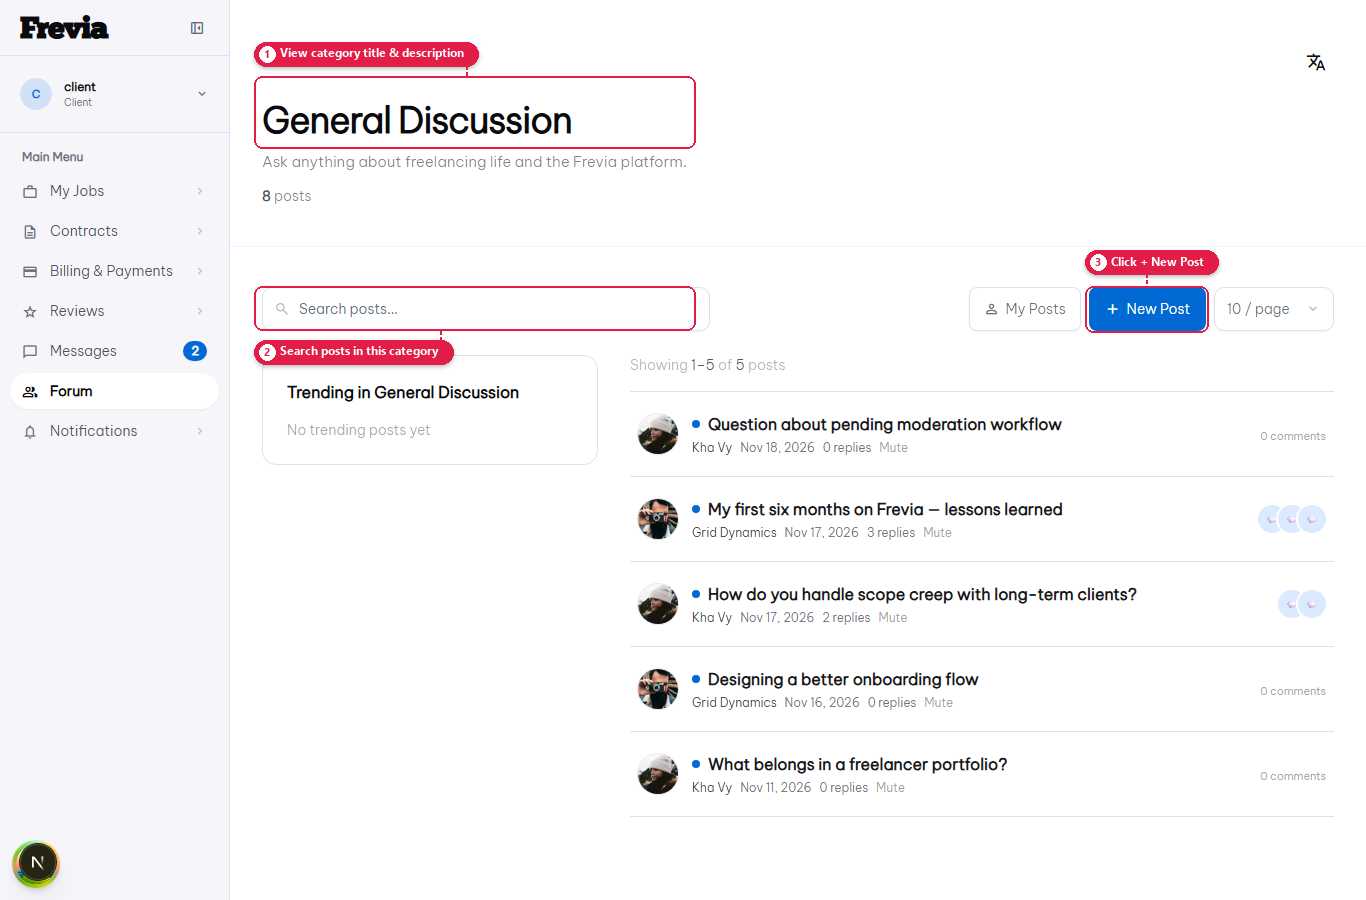 Frevia
C
client
Client
Main Menu
My Jobs
Contracts
Billing & Payments
Reviews
Messages
2
Forum
Notifications
N
1 View category title & description
General Discussion
Ask anything about freelancing life and the Frevia platform.
8 posts
Search posts...
2 Search posts in this category
My Posts
3 Click + New Post
+ New Post
10 / page
Trending in General Discussion
No trending posts yet
Showing 1–5 of 5 posts
Question about pending moderation workflow
Kha Vy Nov 18, 2026 0 replies Mute
0 comments
My first six months on Frevia — lessons learned
Grid Dynamics Nov 17, 2026 3 replies Mute
How do you handle scope creep with long-term clients?
Kha Vy Nov 17, 2026 2 replies Mute
Designing a better onboarding flow
Grid Dynamics Nov 16, 2026 0 replies Mute
0 comments
What belongs in a freelancer portfolio?
Kha Vy Nov 11, 2026 0 replies Mute
0 comments